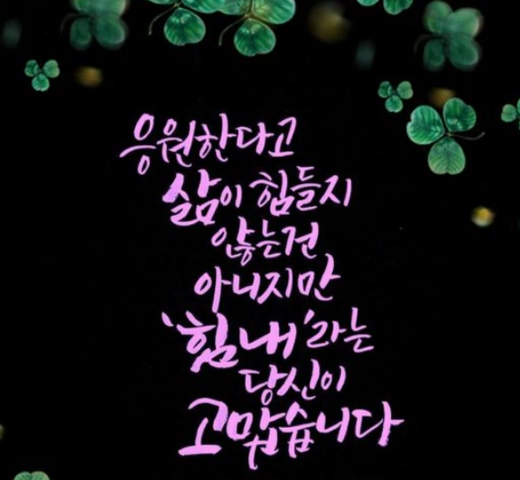 응원한다고
삶이 힘들지
않는건
아니지만
'힘내'라는
당신이
고맙습니다